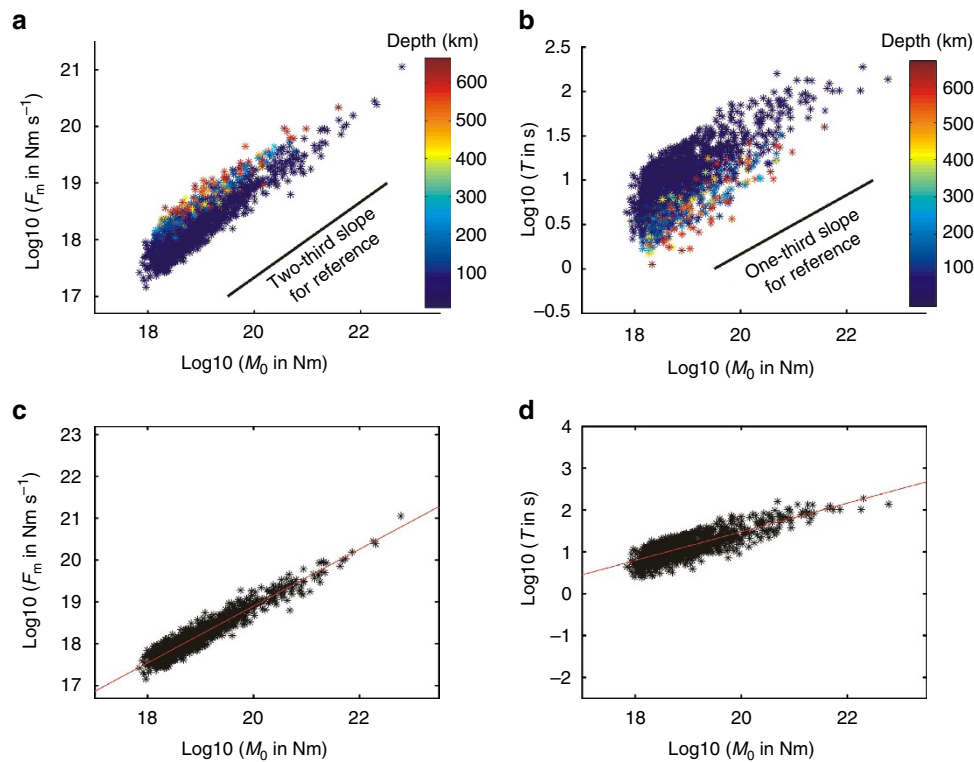 a
Depth (km)
Log10 (Fm in Nm s−1)
21
20
19
18
17
600
500
400
300
200
100
Two-third slope
for reference
18 20 22
Log10 (M0 in Nm)
b
Depth (km)
Log10 (T in s)
2.5
2
1.5
1
0.5
0
−0.5
600
500
400
300
200
100
One-third slope
for reference
18 20 22
Log10 (M0 in Nm)
c
Log10 (Fm in Nm s−1)
23
22
21
20
19
18
17
18 20 22
Log10 (M0 in Nm)
d
Log10 (T in s)
4
3
2
1
0
−1
−2
18 20 22
Log10 (M0 in Nm)